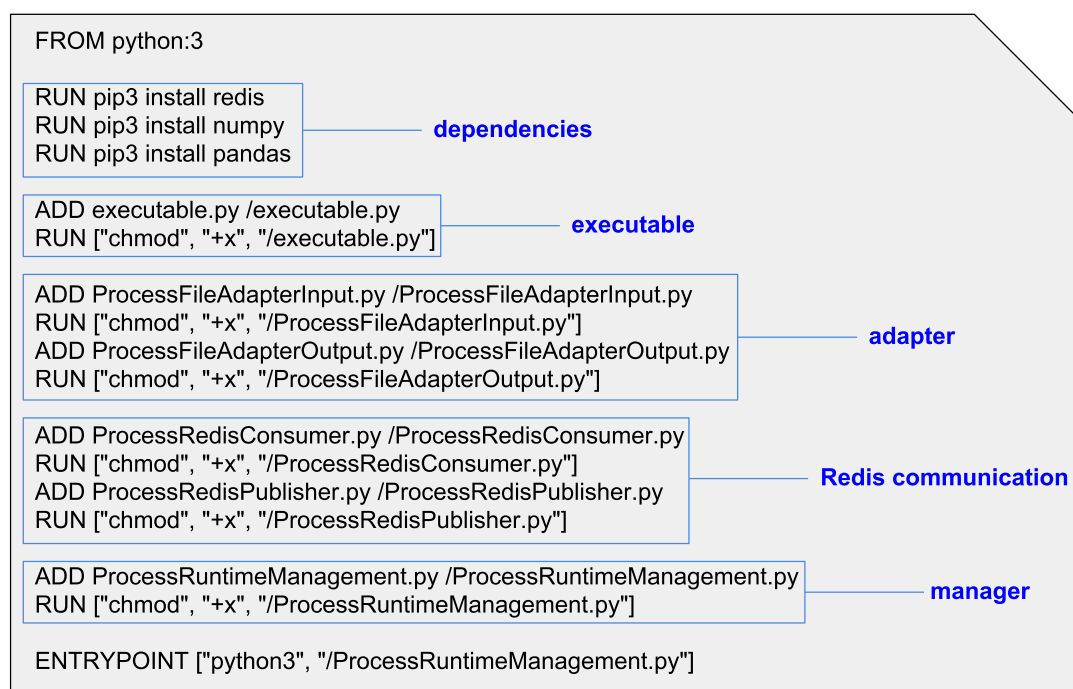 FROM python:3
RUN pip3 install redis
RUN pip3 install numpy
RUN pip3 install pandas
dependencies
ADD executable.py /executable.py
RUN ["chmod", "+x", "/executable.py"]
executable
ADD ProcessFileAdapterInput.py /ProcessFileAdapterInput.py
RUN ["chmod", "+x", "/ProcessFileAdapterInput.py"]
ADD ProcessFileAdapterOutput.py /ProcessFileAdapterOutput.py
RUN ["chmod", "+x", "/ProcessFileAdapterOutput.py"]
adapter
ADD ProcessRedisConsumer.py /ProcessRedisConsumer.py
RUN ["chmod", "+x", "/ProcessRedisConsumer.py"]
ADD ProcessRedisPublisher.py /ProcessRedisPublisher.py
RUN ["chmod", "+x", "/ProcessRedisPublisher.py"]
Redis communication
ADD ProcessRuntimeManagement.py /ProcessRuntimeManagement.py
RUN ["chmod", "+x", "/ProcessRuntimeManagement.py"]
manager
ENTRYPOINT ["python3", "/ProcessRuntimeManagement.py"]